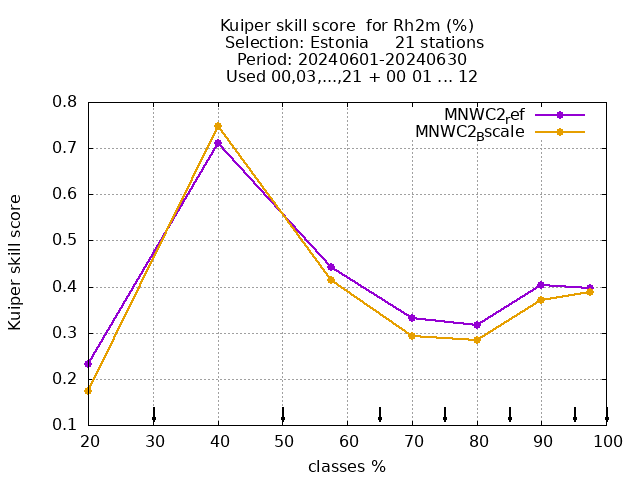 Kuiper skill score for Rh2m (%)
Selection: Estonia 21 stations
Period: 20240601-20240630
Used 00,03,...,21 + 00 01 ... 12
MNWC2ref
MNWC2Bscale
0.8
0.7
0.6
0.5
0.4
0.3
0.2
0.1
Kuiper skill score
20 30 40 50 60 70 80 90 100
classes %